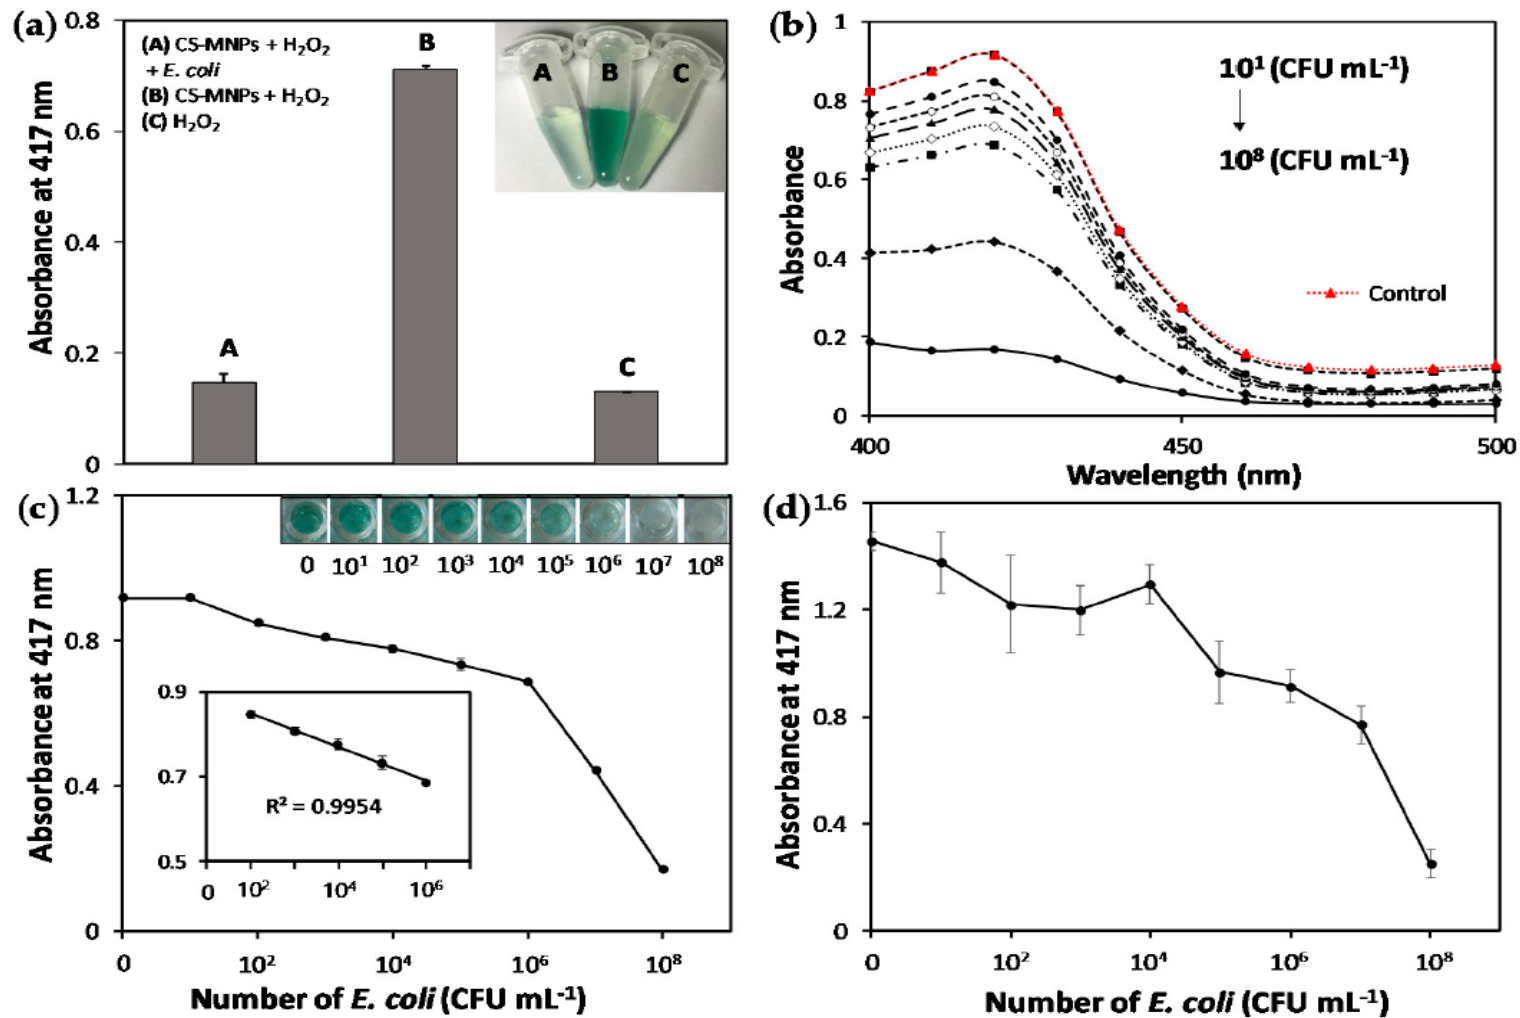 (a)
0.8
0.6
0.4
0.2
0
Absorbance at 417 nm
(A) CS-MNPs + H₂O₂
+ E. coli
(B) CS-MNPs + H₂O₂
(C) H₂O₂
A
B
C
A B C
(b)
1
0.8
0.6
0.4
0.2
0
Absorbance
10¹ (CFU mL⁻¹)
10⁸ (CFU mL⁻¹)
Control
400 450 500
Wavelength (nm)
(c)
1.2
0.8
0.4
0
Absorbance at 417 nm
0 10¹ 10² 10³ 10⁴ 10⁵ 10⁶ 10⁷ 10⁸
0.9
0.7
0.5
R² = 0.9954
0 10² 10⁴ 10⁶
0 10² 10⁴ 10⁶ 10⁸
Number of E. coli (CFU mL⁻¹)
(d)
1.6
1.2
0.8
0.4
0
Absorbance at 417 nm
0 10² 10⁴ 10⁶ 10⁸
Number of E. coli (CFU mL⁻¹)